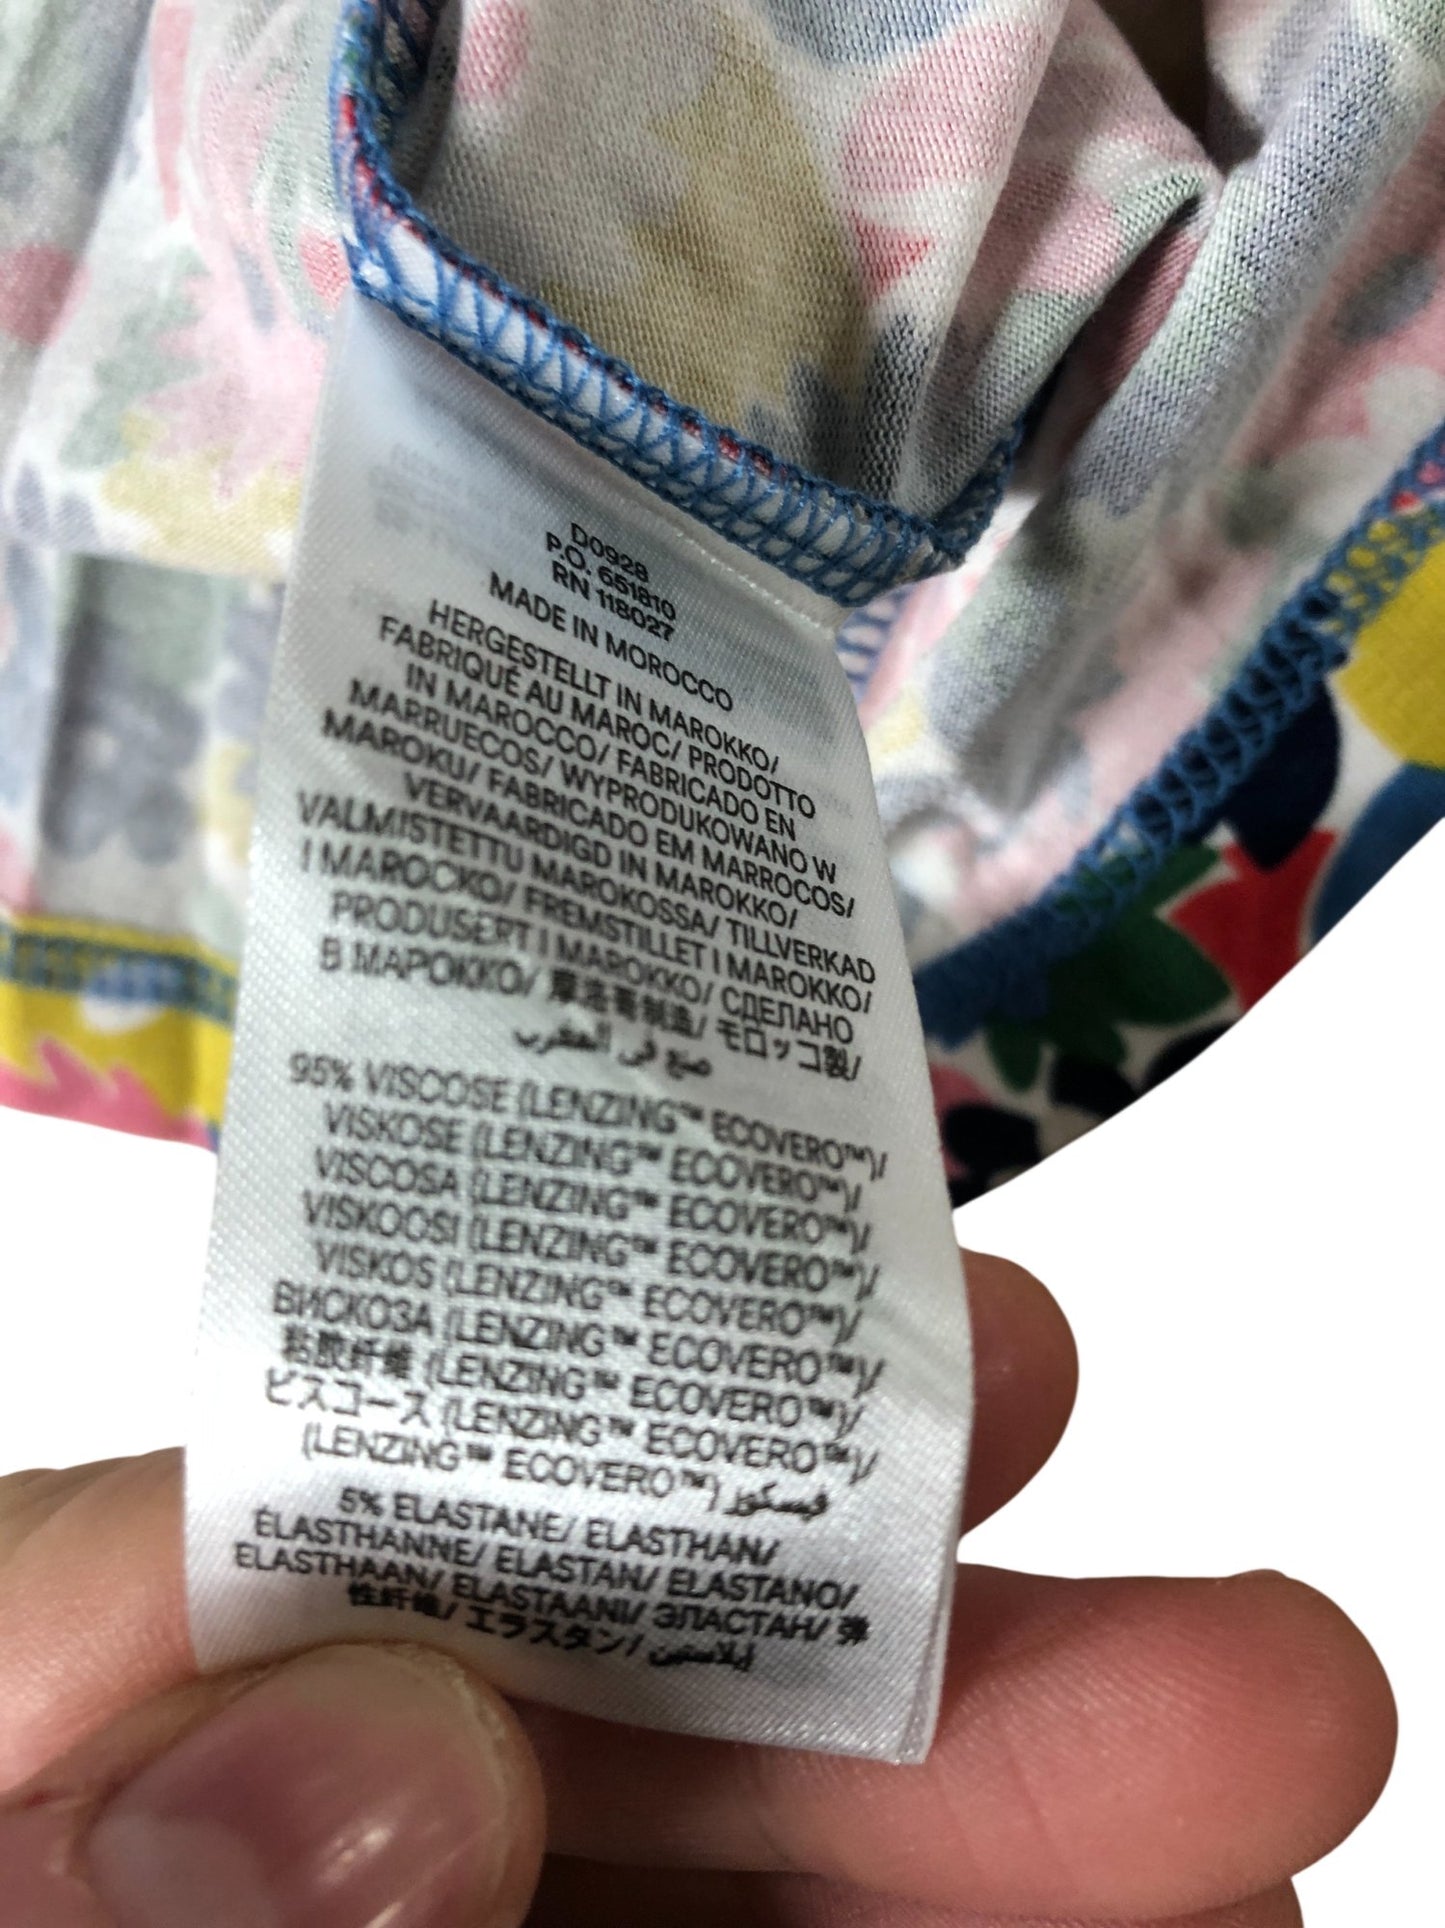 D0928
P.O. 651810
RN 118027
MADE IN MOROCCO
HERGESTELLT IN MAROKKO/
FABRIQUÉ AU MAROC/ PRODOTTO
IN MAROCCO/ FABRICADO EN
MARRUECOS/ WYPRODUKOWANO W
MAROKU/ FABRICADO EM MARROCOS/
VERVAARDIGD IN MAROKKO/
VALMISTETTU MAROKOSSA/ TILLVERKAD
I MAROCKO/ FREMSTILLET I MAROKKO/
PRODUSERT I MAROKKO/ СДЕЛАНО
В МАРОККО/ 摩洛哥制造/ モロッコ製/
صنع في المغرب
95% VISCOSE (LENZING™ ECOVERO™)/
VISKOSE (LENZING™ ECOVERO™)/
VISCOSA (LENZING™ ECOVERO™)/
VISKOOSI (LENZING™ ECOVERO™)/
VISKOS (LENZING™ ECOVERO™)/
ВИСКОЗА (LENZING™ ECOVERO™)/
粘胶纤维 (LENZING™ ECOVERO™)/
ビスコース (LENZING™ ECOVERO™)/
(LENZING™ ECOVERO™) فيسكوز
5% ELASTANE/ ELASTHAN/
ÉLASTHANNE/ ELASTAN/ ELASTANO/
ELASTHAAN/ ELASTAANI/ ЭЛАСТАН/ 弹
性纤维/ エラスタン/ إيلاستين